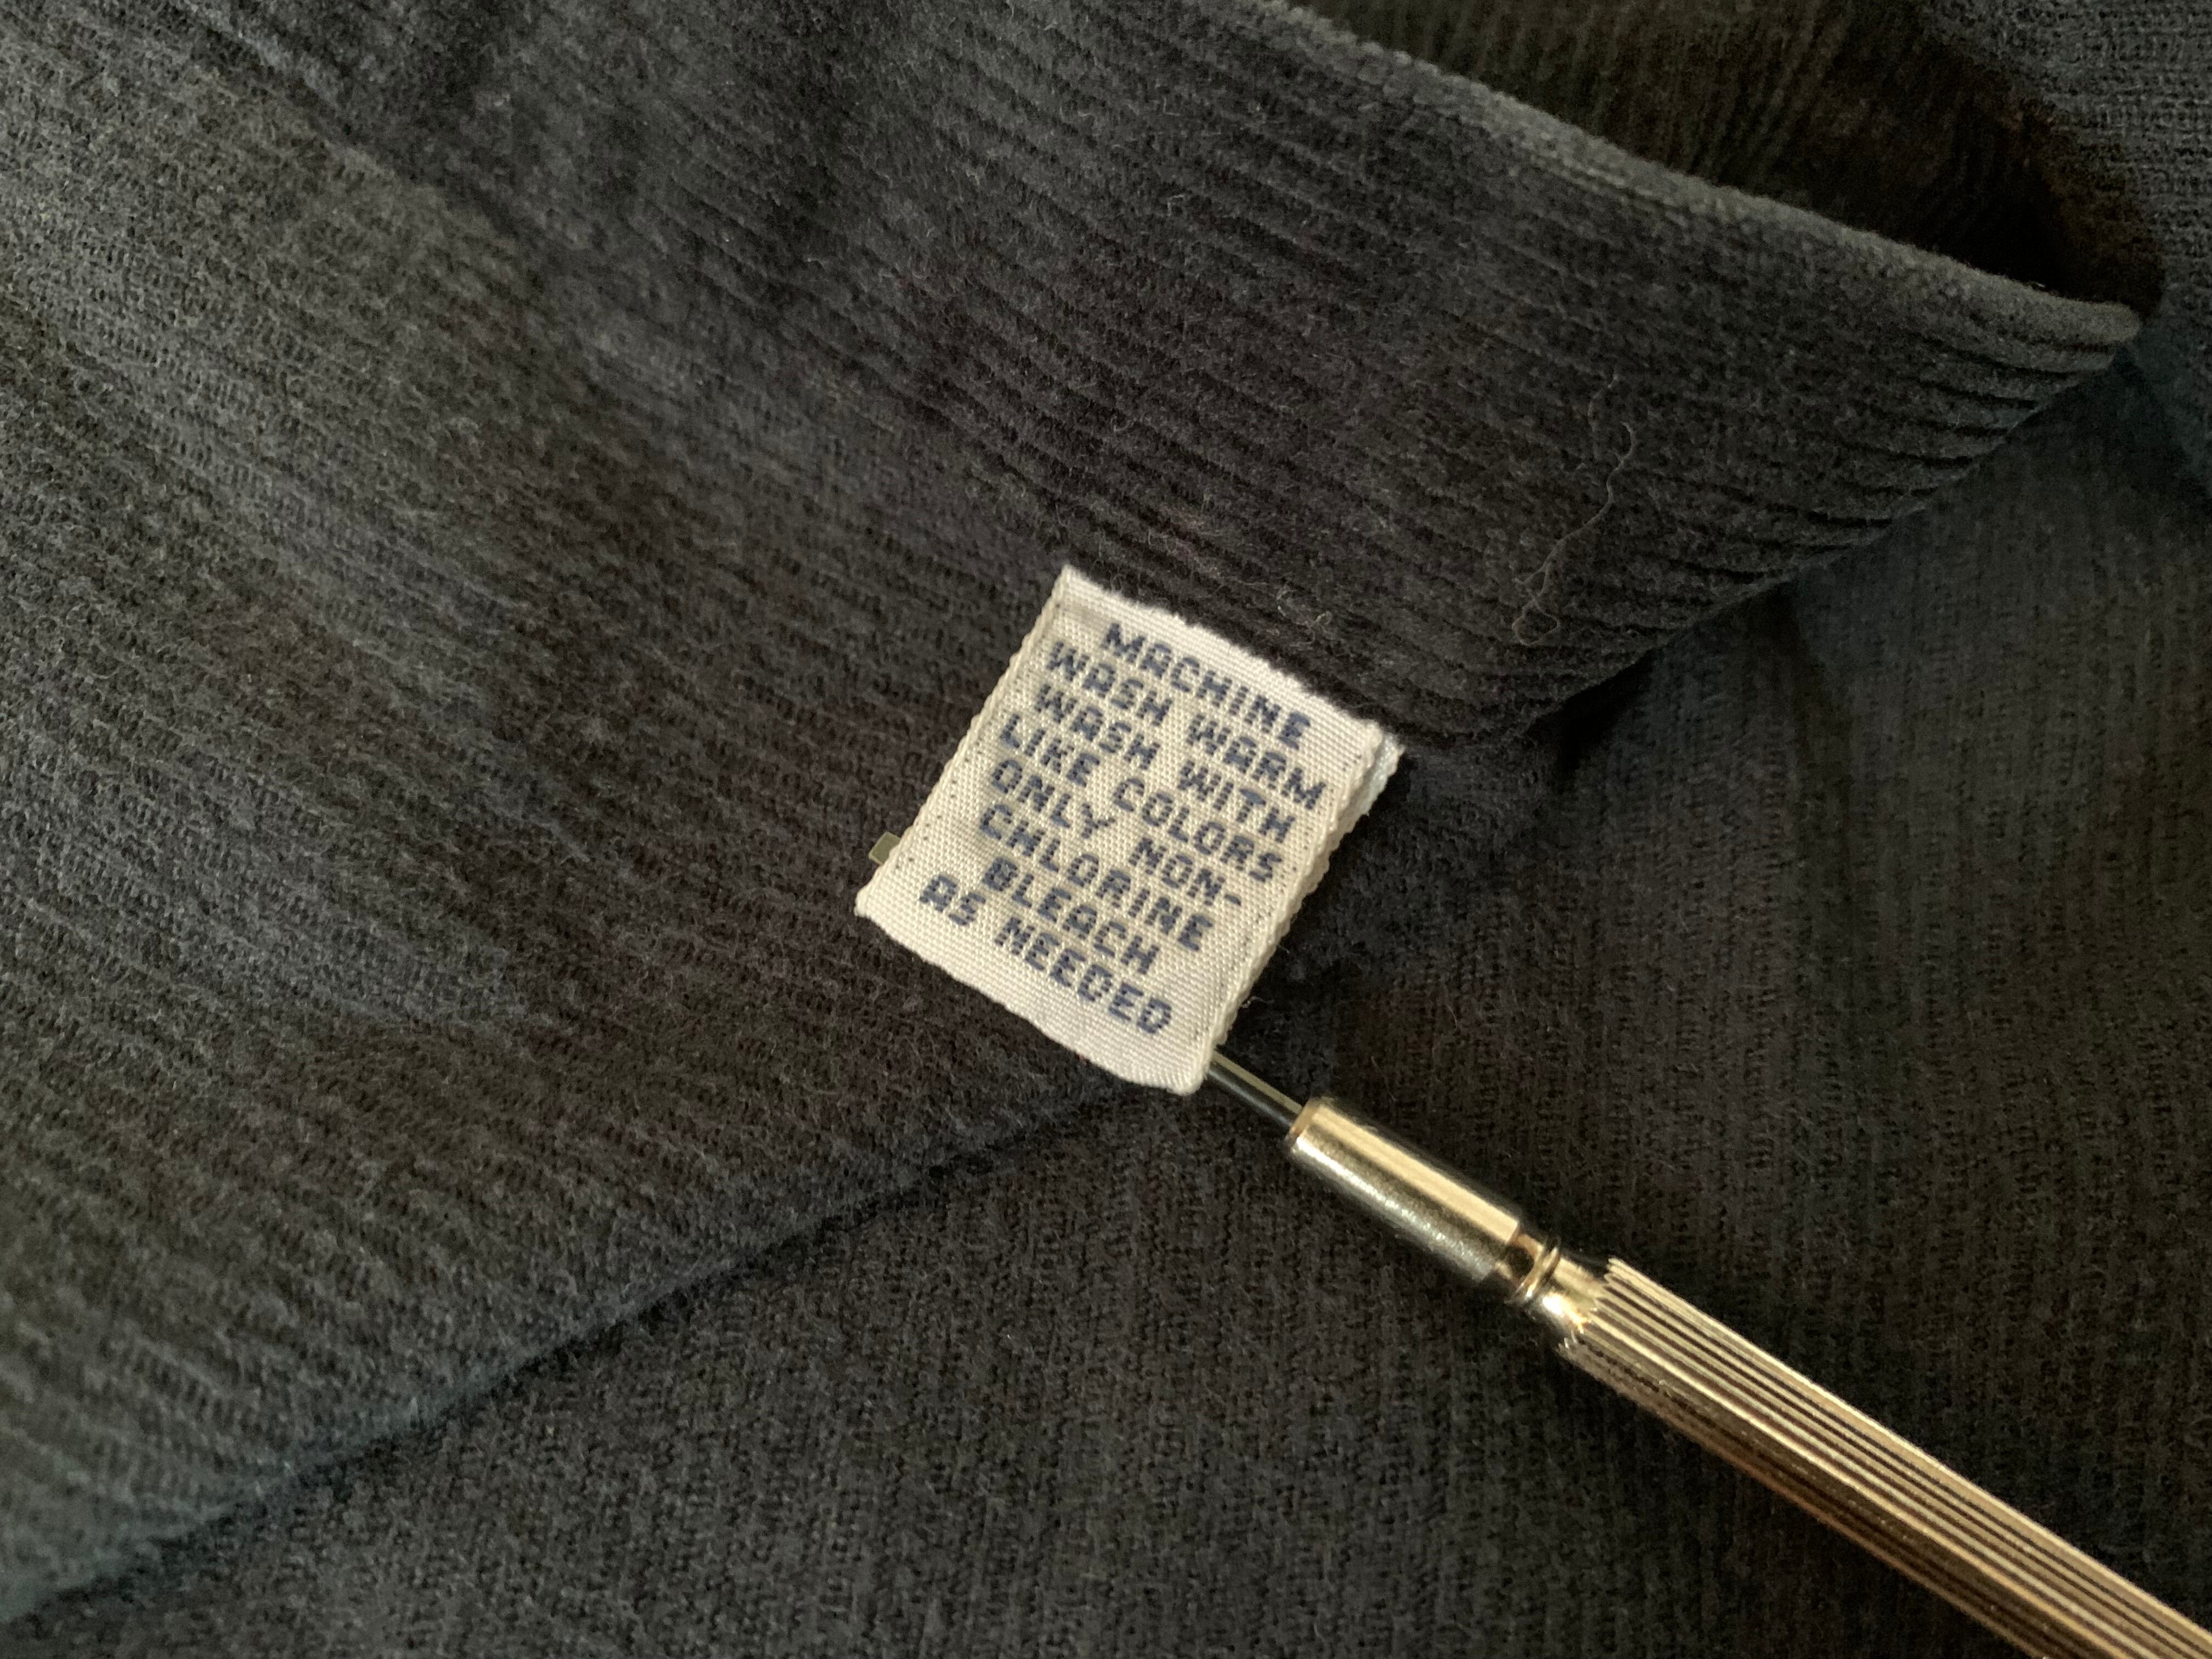 MACHINE
WASH WARM
WASH WITH
LIKE COLORS
ONLY NON-
CHLORINE
BLEACH
AS NEEDED